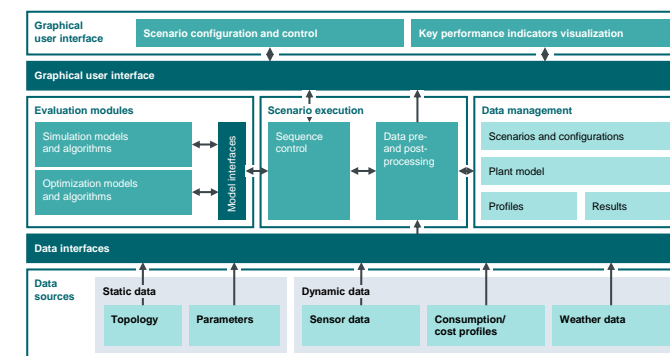 Graphical
user interface
Scenario configuration and control
Key performance indicators visualization
Graphical user interface
Evaluation modules
Simulation models
and algorithms
Optimization models
and algorithms
Model interfaces
Scenario execution
Sequence
control
Data pre-
and post-
processing
Data management
Scenarios and configurations
Plant model
Profiles
Results
Data interfaces
Data
sources
Static data
Topology
Parameters
Dynamic data
Sensor data
Consumption/
cost profiles
Weather data